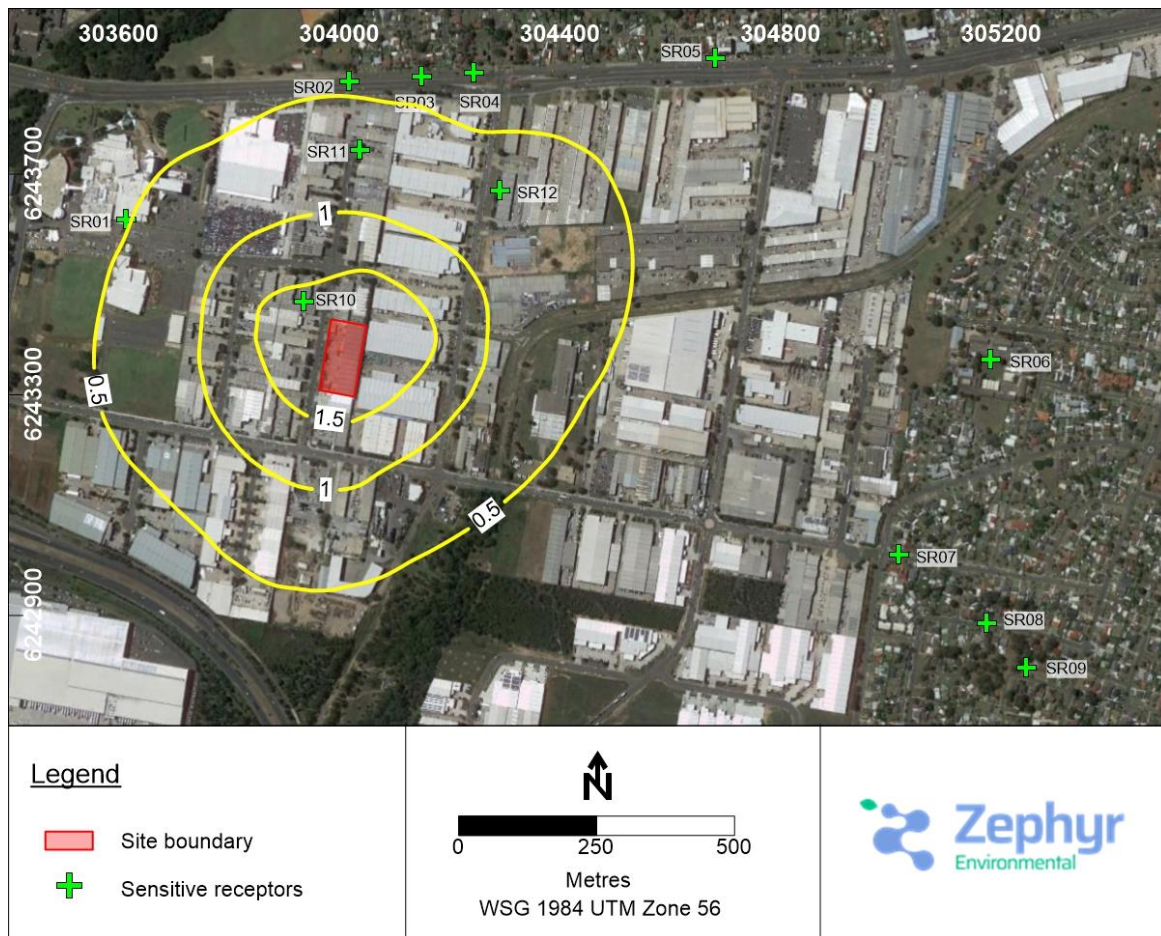 303600 304000 304400 304800 305200
SR05
SR02
SR03
SR04
SR11
6243700
SR12
SR01
1
SR10
SR06
6243300
0.5
1.5
1
0.5
SR07
6242900
SR08
SR09
Legend
Site boundary
Sensitive receptors
N
0 250 500
Metres
WSG 1984 UTM Zone 56
Zephyr
Environmental